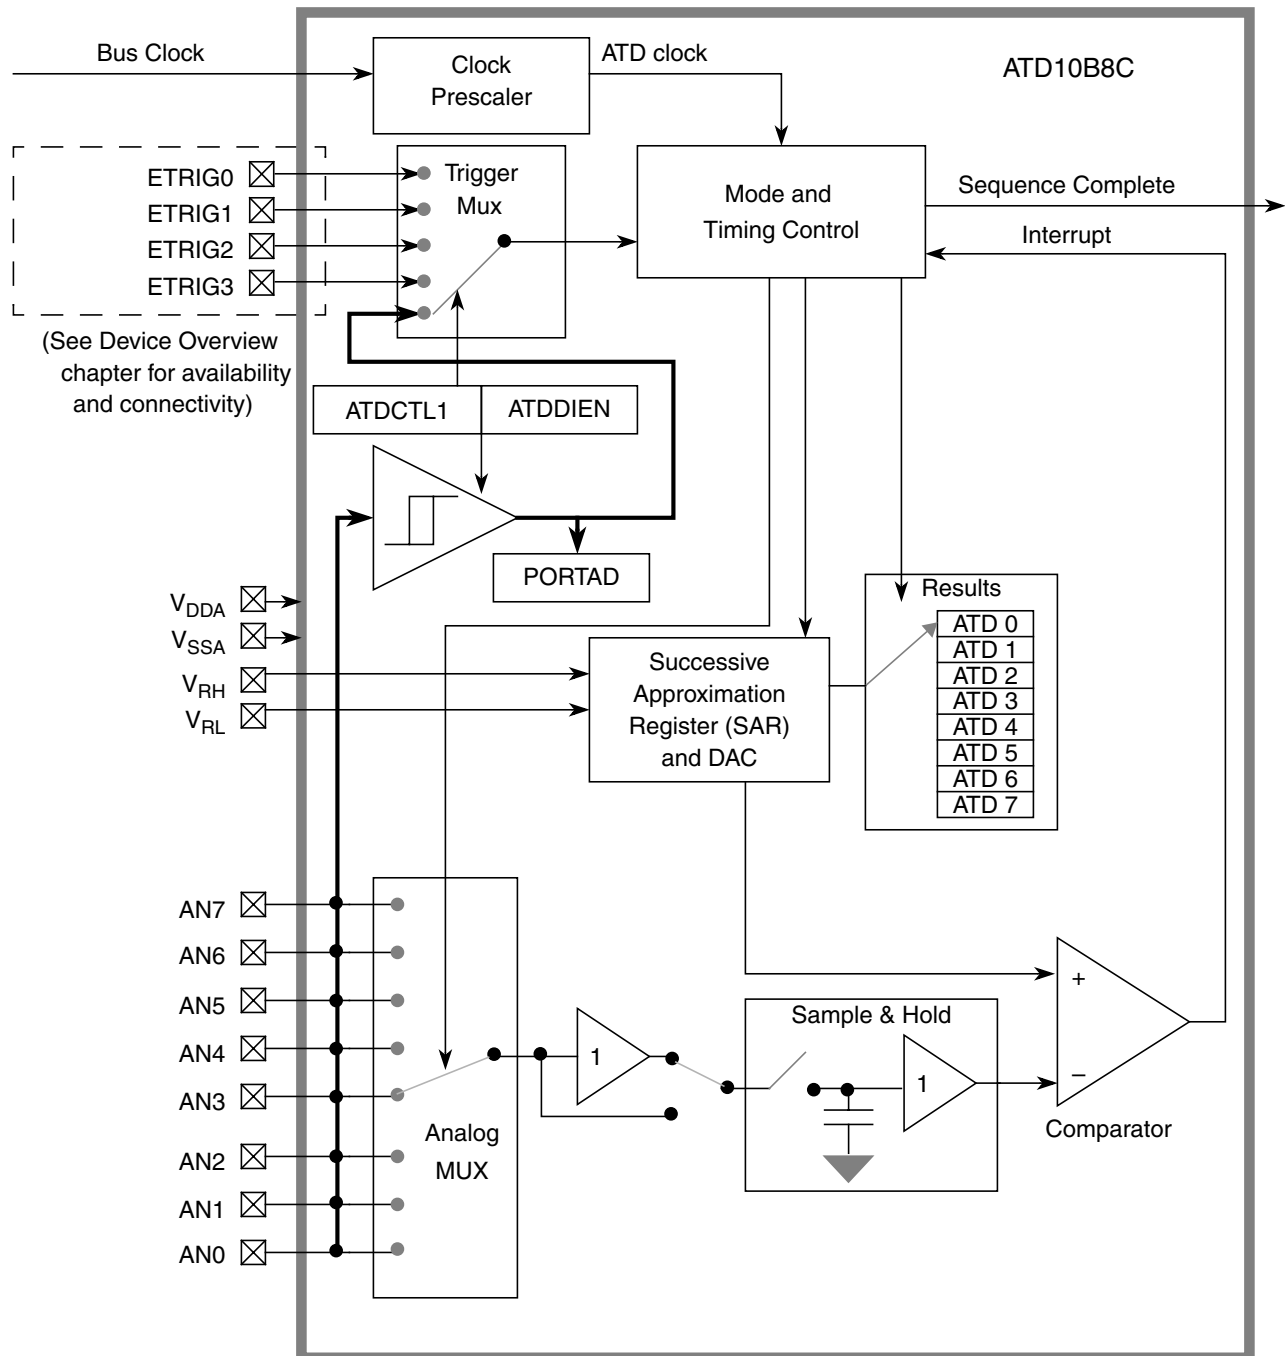 Bus Clock
Clock
Prescaler
ATD clock
ATD10B8C
ETRIG0
ETRIG1
ETRIG2
ETRIG3
(See Device Overview
chapter for availability
and connectivity)
Trigger
Mux
Mode and
Timing Control
Sequence Complete
Interrupt
ATDCTL1
ATDDIEN
PORTAD
VDDA
VSSA
VRH
VRL
Successive
Approximation
Register (SAR)
and DAC
Results
ATD 0
ATD 1
ATD 2
ATD 3
ATD 4
ATD 5
ATD 6
ATD 7
AN7
AN6
AN5
AN4
AN3
AN2
AN1
AN0
Analog
MUX
1
Sample & Hold
1
+
–
Comparator